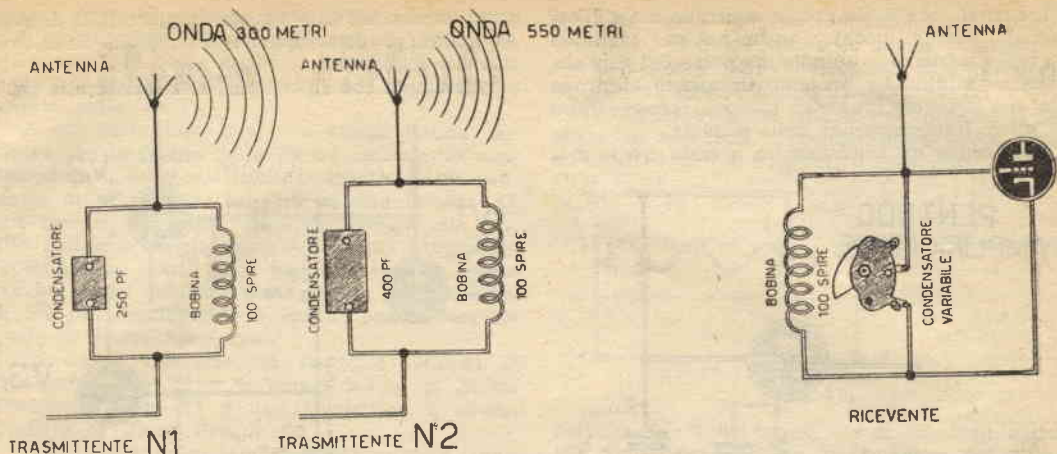 ONDA 300 METRI
ANTENNA
CONDENSATORE
250 PF
BOBINA
100 SPIRE
TRASMITTENTE N1
ONDA 550 METRI
ANTENNA
CONDENSATORE
400 PF
BOBINA
100 SPIRE
TRASMITTENTE N2
ANTENNA
BOBINA
100 SPIRE
CONDENSATORE
VARIABILE
RICEVENTE